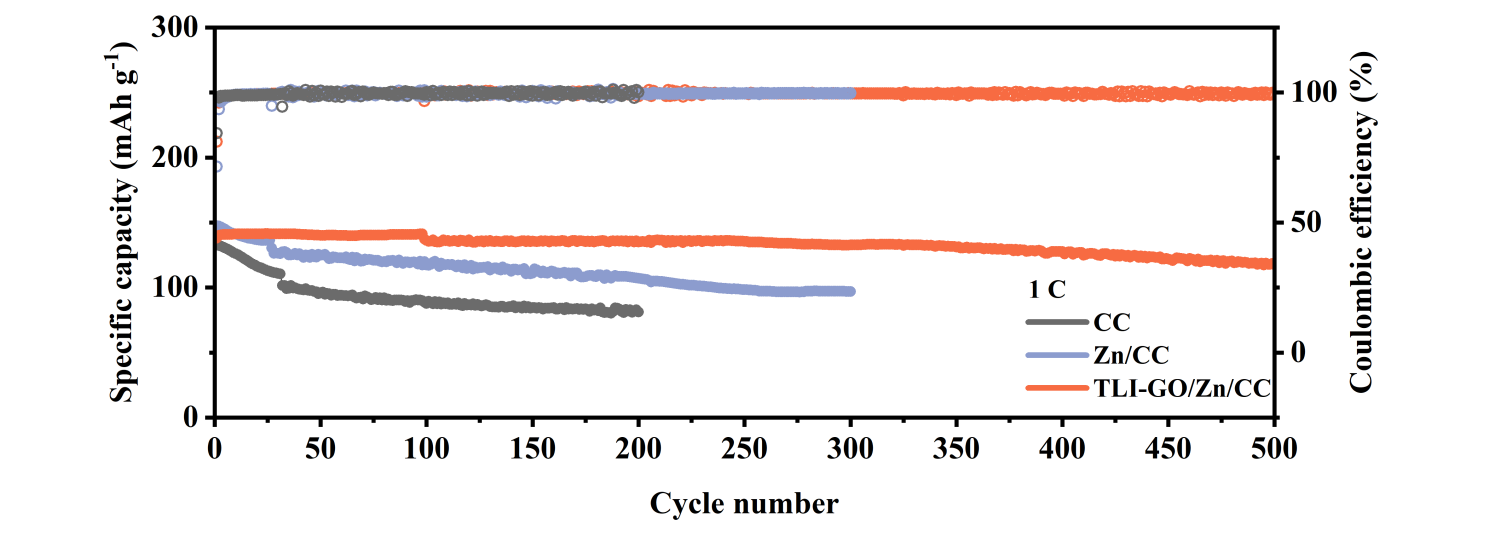 Specific capacity (mAh g-1)
300
200
100
0
100
50
0
Coulombic efficiency (%)
1 C
CC
Zn/CC
TLI-GO/Zn/CC
0 50 100 150 200 250 300 350 400 450 500
Cycle number